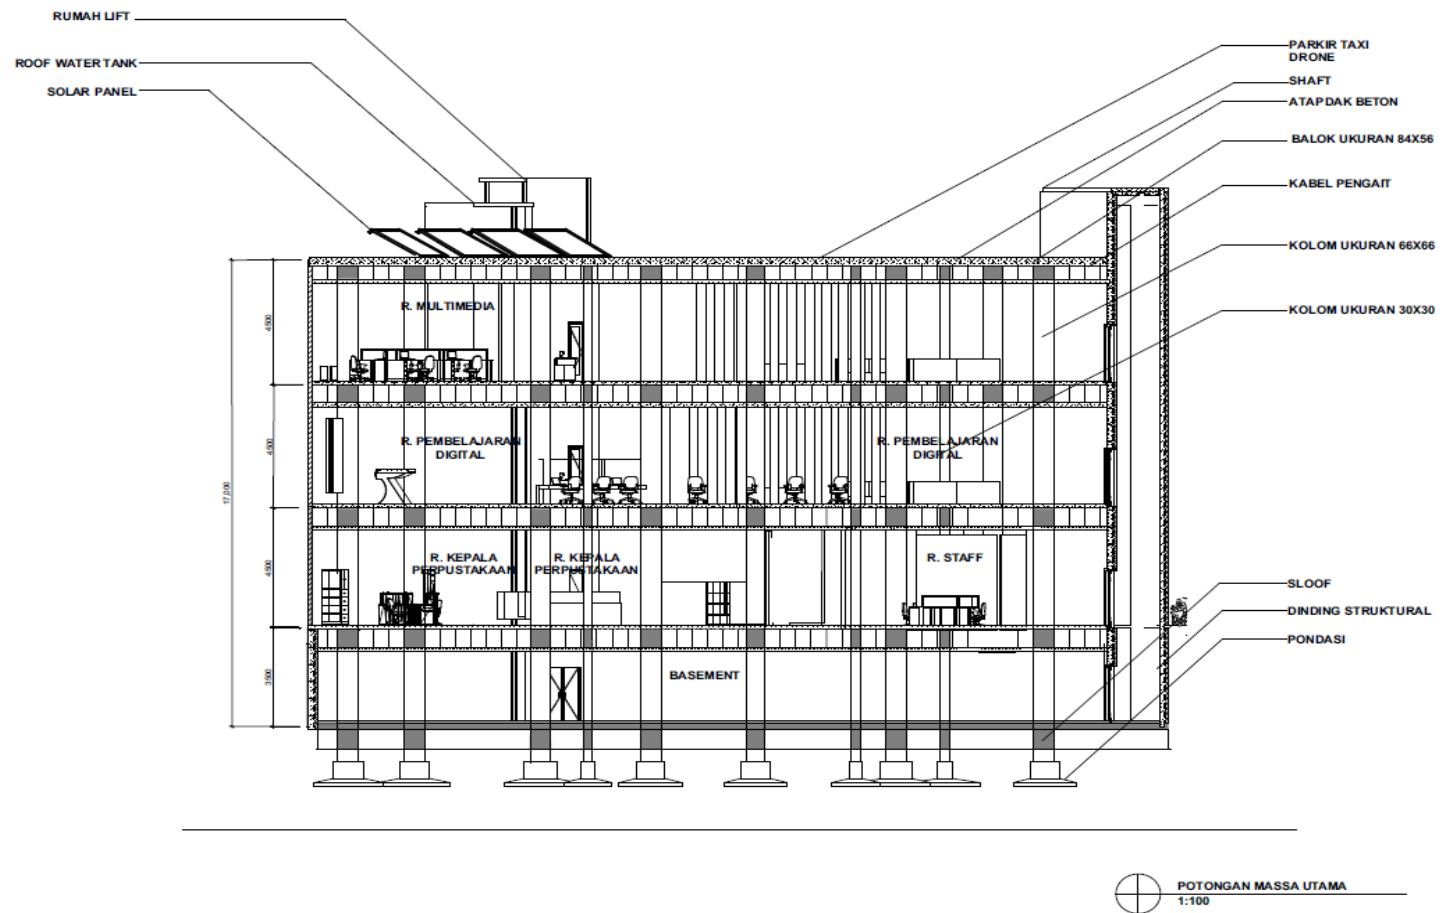 RUMAH LIFT
ROOF WATER TANK
SOLAR PANEL
PARKIR TAXI
DRONE
SHAFT
ATAP DAK BETON
BALOK UKURAN 84X56
KABEL PENGAIT
KOLOM UKURAN 66X66
KOLOM UKURAN 30X30
R. MULTIMEDIA
4500
R. PEMBELAJARAN
DIGITAL
R. PEMBELAJARAN
DIGITAL
4500
17,000
R. KEPALA
PERPUSTAKAAN
R. KEPALA
PERPUSTAKAAN
R. STAFF
4500
SLOOF
DINDING STRUKTURAL
PONDASI
BASEMENT
3500
POTONGAN MASSA UTAMA
1:100